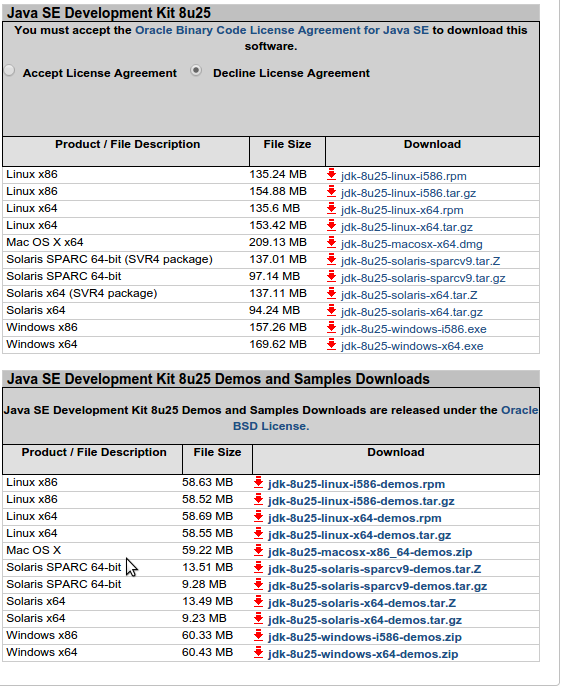 Java SE Development Kit 8u25
You must accept the Oracle Binary Code License Agreement for Java SE to download this
software.
Accept License Agreement Decline License Agreement
Product / File Description File Size Download
Linux x86 135.24 MB jdk-8u25-linux-i586.rpm
Linux x86 154.88 MB jdk-8u25-linux-i586.tar.gz
Linux x64 135.6 MB jdk-8u25-linux-x64.rpm
Linux x64 153.42 MB jdk-8u25-linux-x64.tar.gz
Mac OS X x64 209.13 MB jdk-8u25-macosx-x64.dmg
Solaris SPARC 64-bit (SVR4 package) 137.01 MB jdk-8u25-solaris-sparcv9.tar.Z
Solaris SPARC 64-bit 97.14 MB jdk-8u25-solaris-sparcv9.tar.gz
Solaris x64 (SVR4 package) 137.11 MB jdk-8u25-solaris-x64.tar.Z
Solaris x64 94.24 MB jdk-8u25-solaris-x64.tar.gz
Windows x86 157.26 MB jdk-8u25-windows-i586.exe
Windows x64 169.62 MB jdk-8u25-windows-x64.exe
Java SE Development Kit 8u25 Demos and Samples Downloads
Java SE Development Kit 8u25 Demos and Samples Downloads are released under the Oracle
BSD License.
Product / File Description File Size Download
Linux x86 58.63 MB jdk-8u25-linux-i586-demos.rpm
Linux x86 58.52 MB jdk-8u25-linux-i586-demos.tar.gz
Linux x64 58.69 MB jdk-8u25-linux-x64-demos.rpm
Linux x64 58.55 MB jdk-8u25-linux-x64-demos.tar.gz
Mac OS X 59.22 MB jdk-8u25-macosx-x86_64-demos.zip
Solaris SPARC 64-bit 13.51 MB jdk-8u25-solaris-sparcv9-demos.tar.Z
Solaris SPARC 64-bit 9.28 MB jdk-8u25-solaris-sparcv9-demos.tar.gz
Solaris x64 13.49 MB jdk-8u25-solaris-x64-demos.tar.Z
Solaris x64 9.23 MB jdk-8u25-solaris-x64-demos.tar.gz
Windows x86 60.33 MB jdk-8u25-windows-i586-demos.zip
Windows x64 60.43 MB jdk-8u25-windows-x64-demos.zip